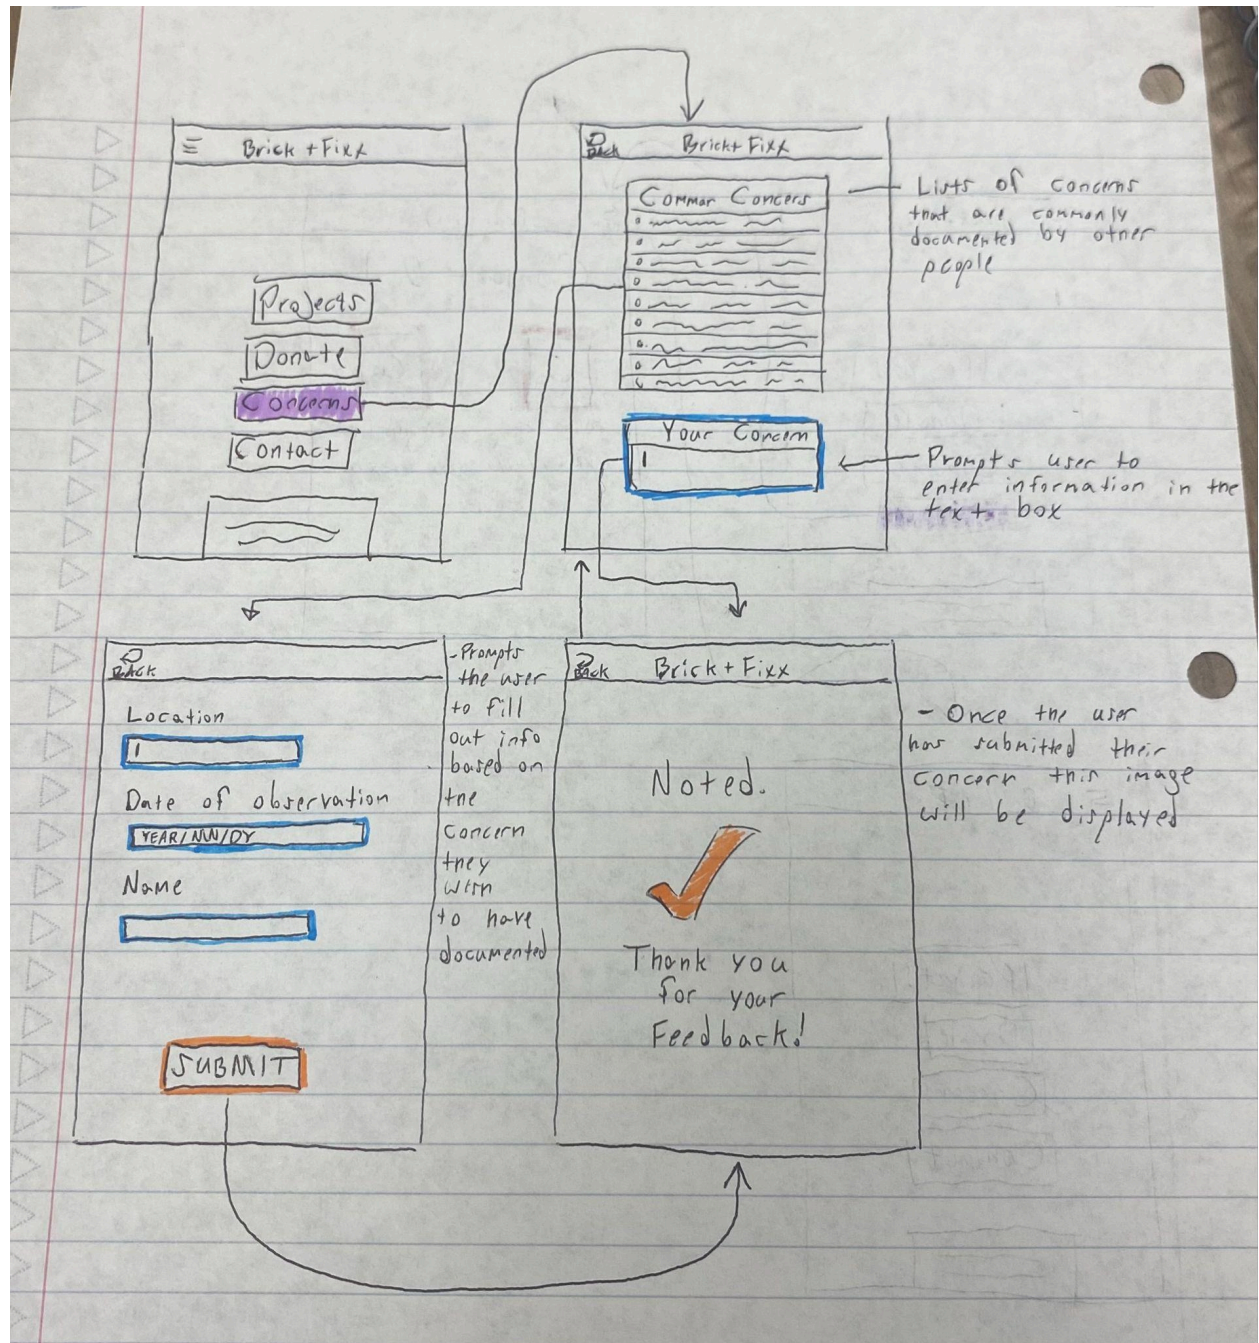 Brick + Fixx
Projects
Donate
Concerns
Contact
BACK
Brick + Fixx
Common Concers
Your Concern
- Lists of concerns
that are commonly
documented by other
people
- Prompts user to
enter information in the
text box
BACK
Location
Date of observation
YEAR/MM/DY
Name
SUBMIT
- Prompts
the user
to fill
out info
based on
the
concern
they
wish
to have
documented
Back
Brick + Fixx
Noted.
Thank you
for your
Feedback!
- Once the user
has submitted their
concern this image
will be displayed